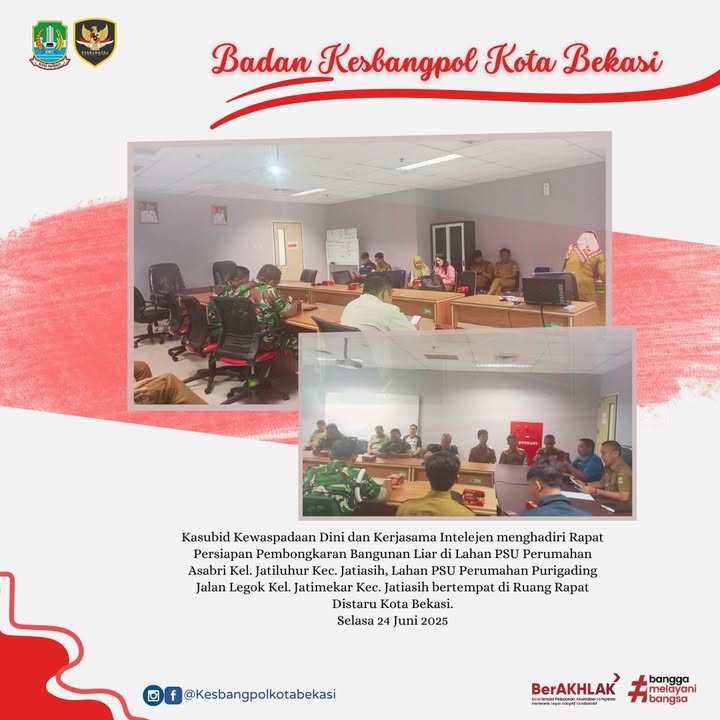 Badan Kesbangpol Kota Bekasi
Kasubid Kewaspadaan Dini dan Kerjasama Intelejen menghadiri Rapat
Persiapan Pembongkaran Bangunan Liar di Lahan PSU Perumahan
Asabri Kel. Jatiluhur Kec. Jatiasih, Lahan PSU Perumahan Purigading
Jalan Legok Kel. Jatimekar Kec. Jatiasih bertempat di Ruang Rapat
Distaru Kota Bekasi.
Selasa 24 Juni 2025
@Kesbangpolkotabekasi
BerAKHLAK
#bangga
melayani
bangsa